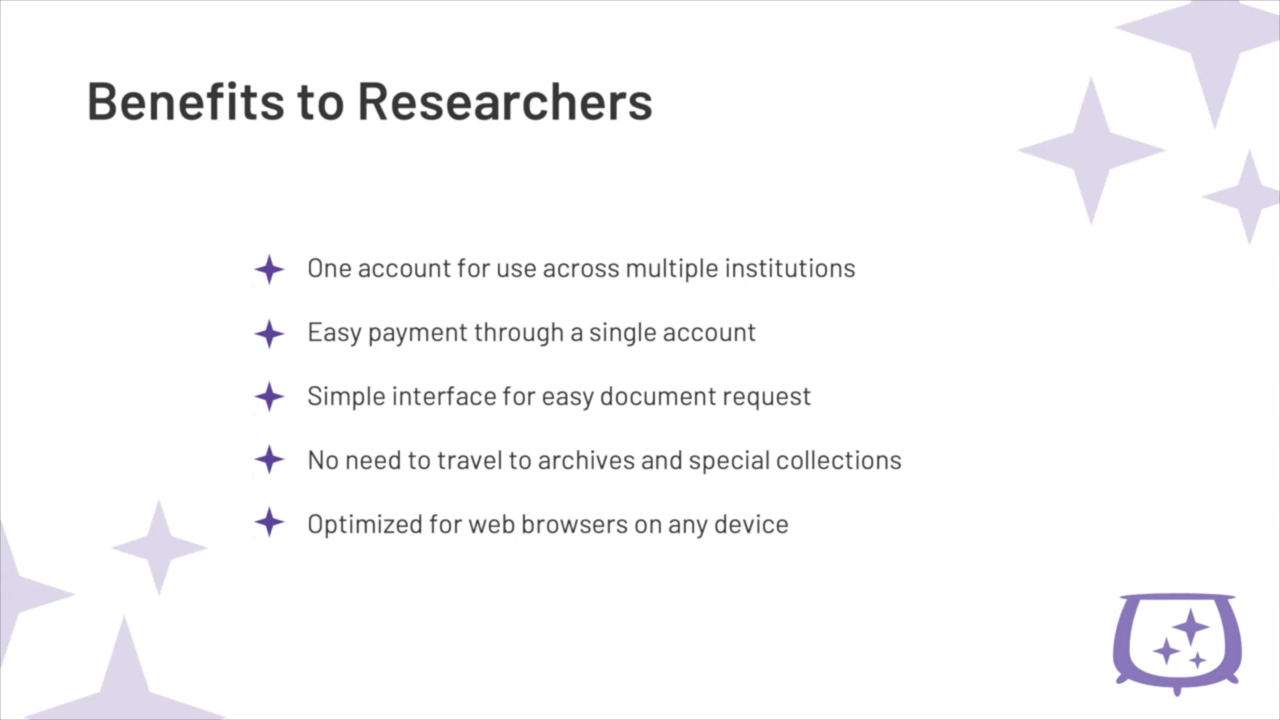 Benefits to Researchers
One account for use across multiple institutions
Easy payment through a single account
Simple interface for easy document request
No need to travel to archives and special collections
Optimized for web browsers on any device